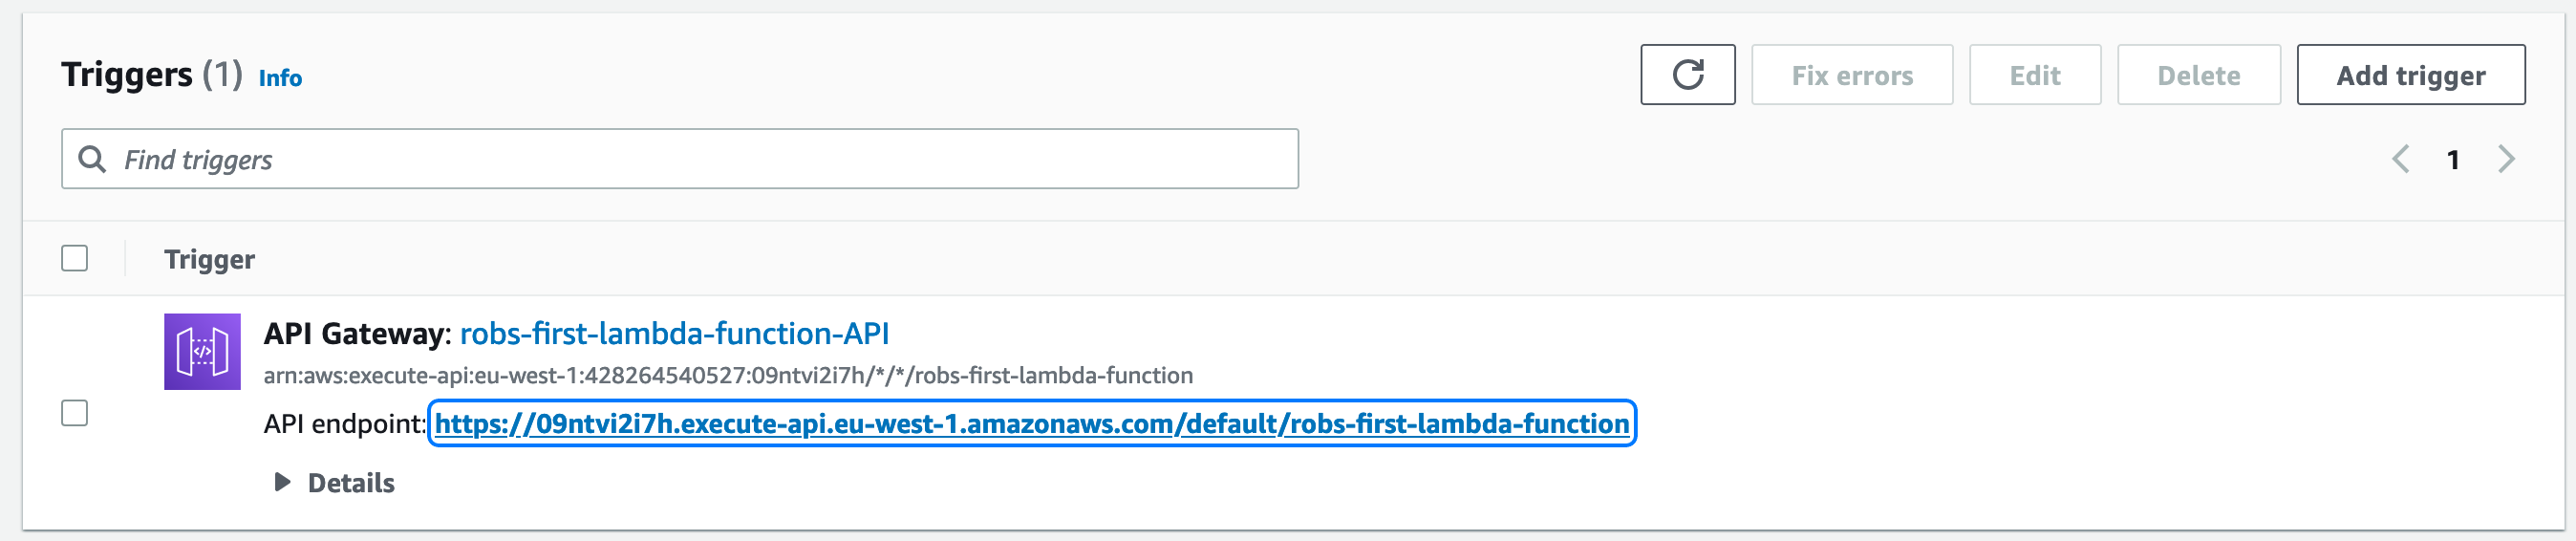 Triggers (1) Info
Fix errors
Edit
Delete
Add trigger
Find triggers
1
Trigger
API Gateway: robs-first-lambda-function-API
arn:aws:execute-api:eu-west-1:428264540527:09ntvi2i7h/*/*/robs-first-lambda-function
API endpoint: https://09ntvi2i7h.execute-api.eu-west-1.amazonaws.com/default/robs-first-lambda-function
Details